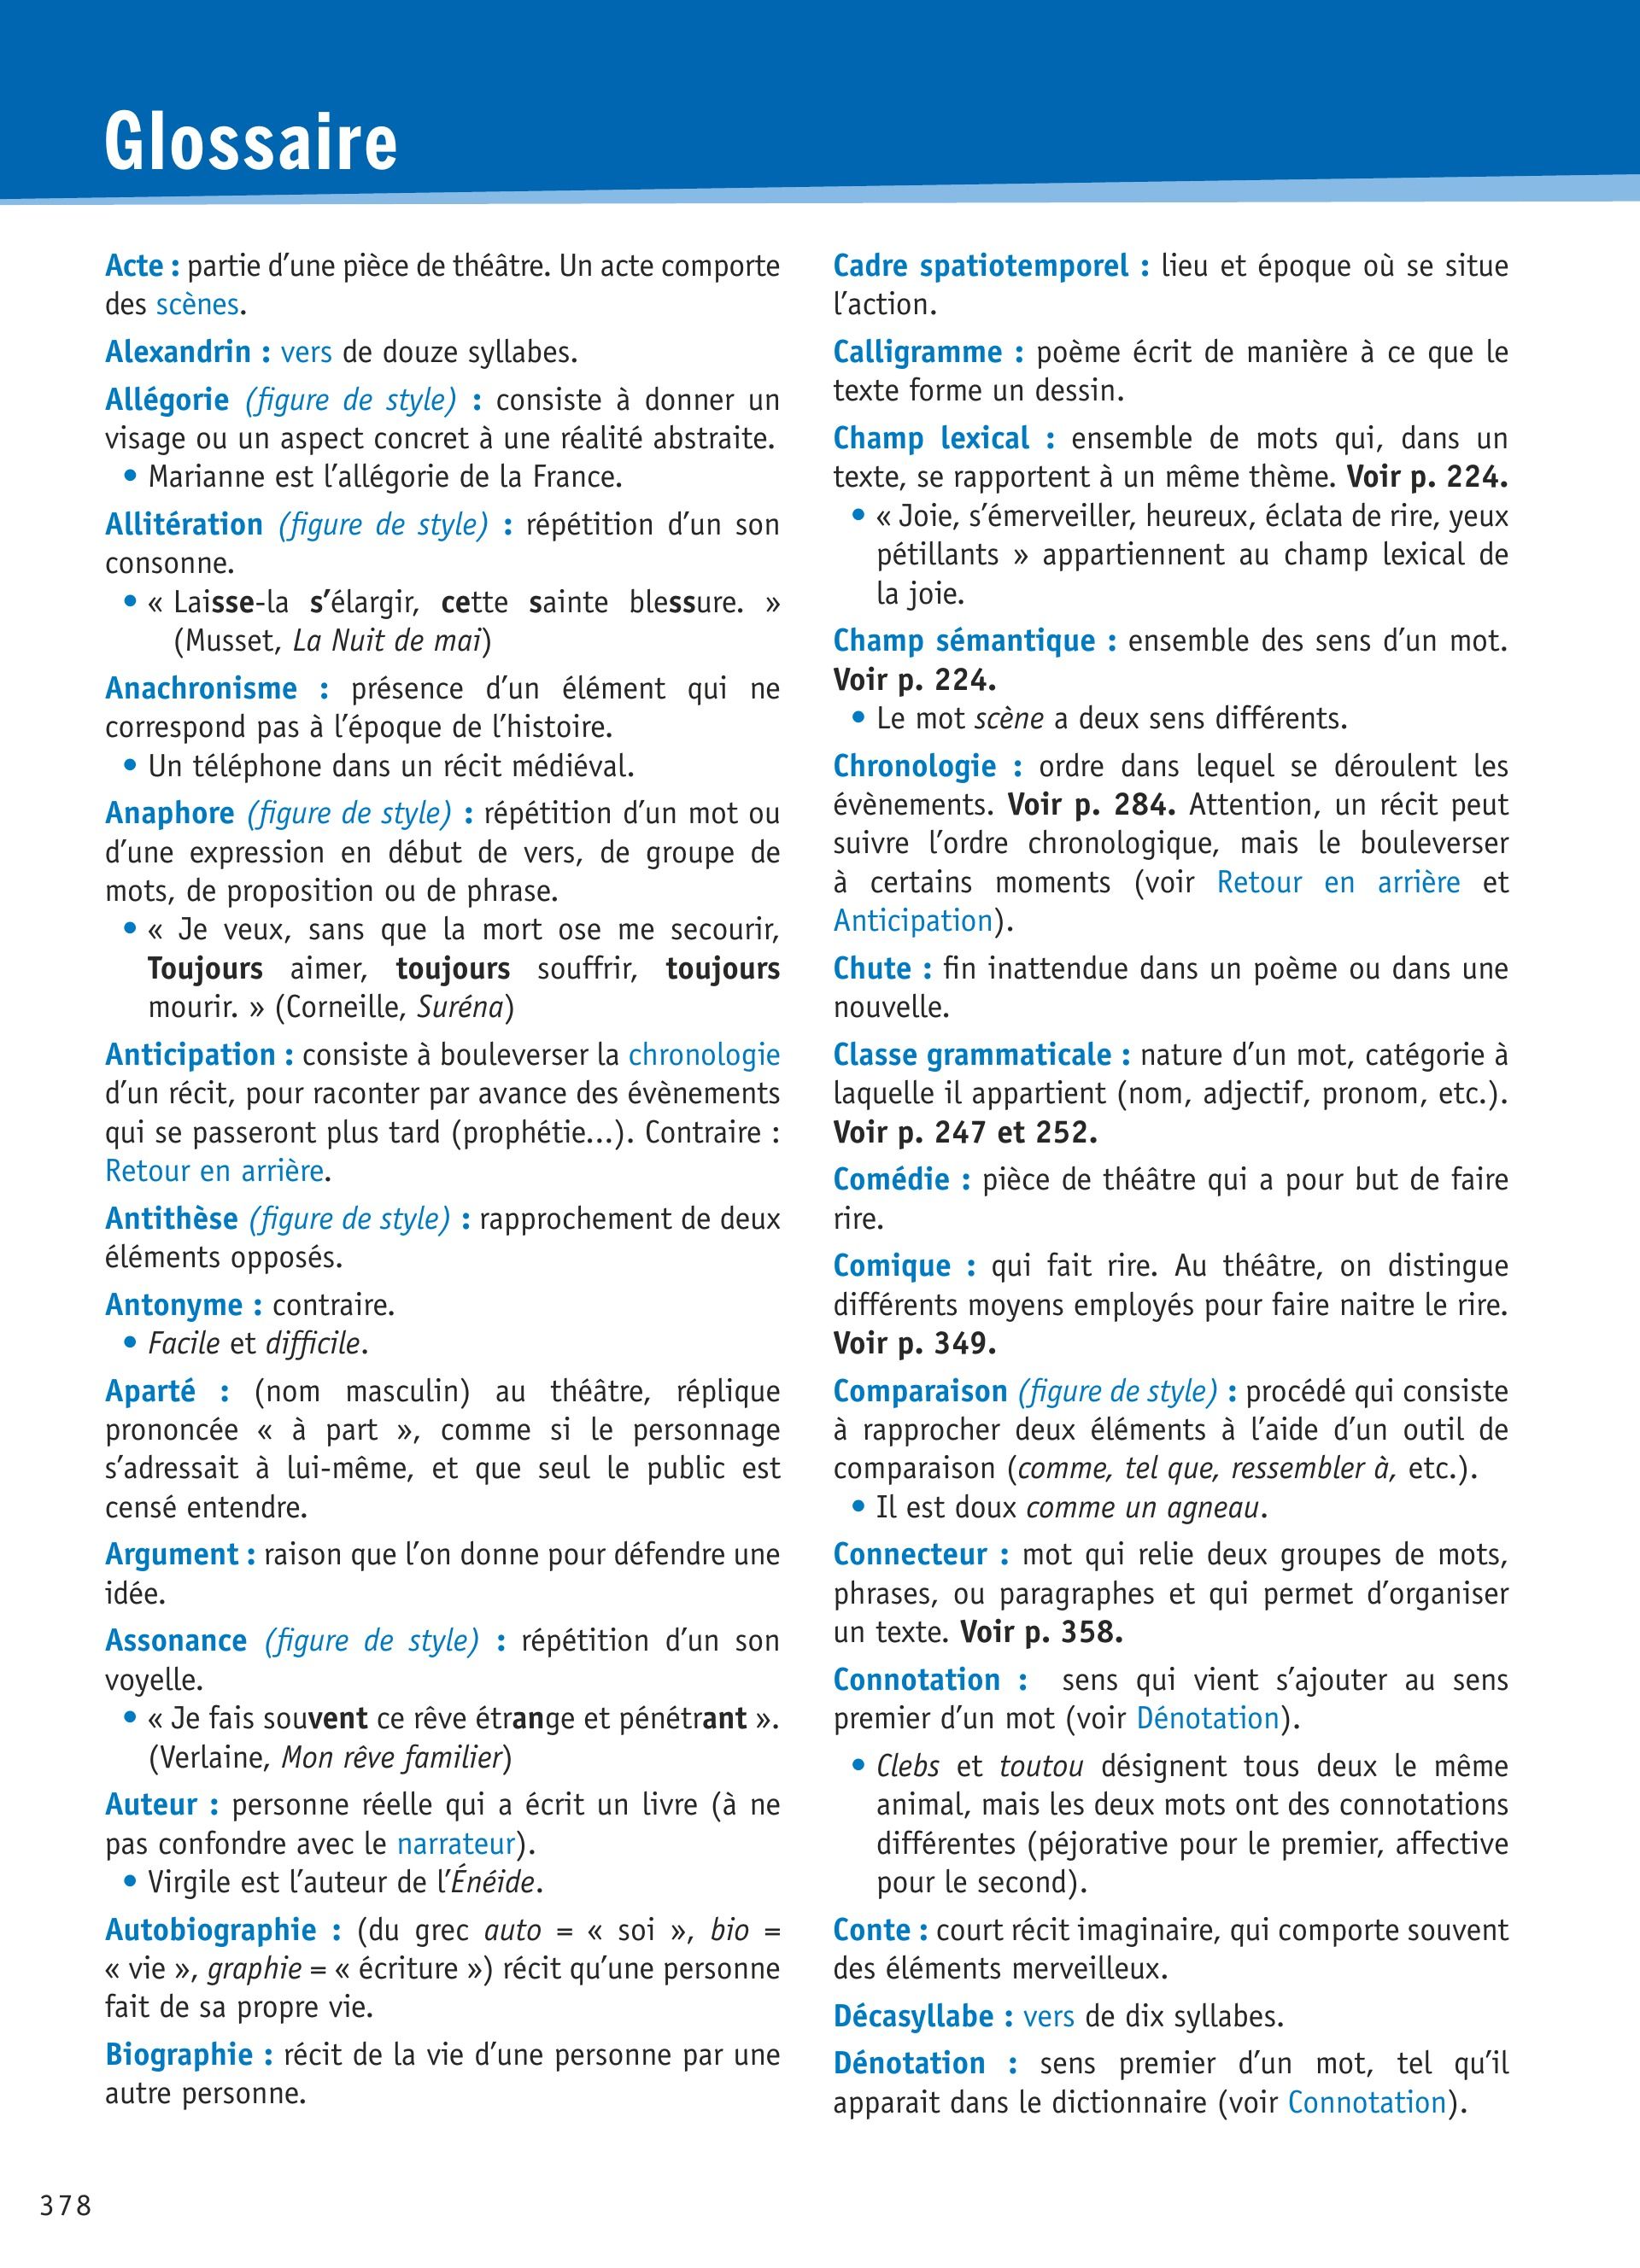 Glossaire
Acte : partie d’une pièce de théâtre. Un acte comporte
des scènes.
Alexandrin : vers de douze syllabes.
Allégorie (figure de style) : consiste à donner un
visage ou un aspect concret à une réalité abstraite.
• Marianne est l’allégorie de la France.
Allitération (figure de style) : répétition d’un son
consonne.
• « Laisse-la s’élargir, cette sainte blessure. »
(Musset, La Nuit de mai)
Anachronisme : présence d’un élément qui ne
correspond pas à l’époque de l’histoire.
• Un téléphone dans un récit médiéval.
Anaphore (figure de style) : répétition d’un mot ou
d’une expression en début de vers, de groupe de
mots, de proposition ou de phrase.
• « Je veux, sans que la mort ose me secourir,
Toujours aimer, toujours souffrir, toujours
mourir. » (Corneille, Suréna)
Anticipation : consiste à bouleverser la chronologie
d’un récit, pour raconter par avance des évènements
qui se passeront plus tard (prophétie...). Contraire :
Retour en arrière.
Antithèse (figure de style) : rapprochement de deux
éléments opposés.
Antonyme : contraire.
• Facile et difficile.
Aparté : (nom masculin) au théâtre, réplique
prononcée « à part », comme si le personnage
s’adressait à lui-même, et que seul le public est
censé entendre.
Argument : raison que l’on donne pour défendre une
idée.
Assonance (figure de style) : répétition d’un son
voyelle.
• « Je fais souvent ce rêve étrange et pénétrant ».
(Verlaine, Mon rêve familier)
Auteur : personne réelle qui a écrit un livre (à ne
pas confondre avec le narrateur).
• Virgile est l’auteur de l’Énéide.
Autobiographie : (du grec auto = « soi », bio =
« vie », graphie = « écriture ») récit qu’une personne
fait de sa propre vie.
Biographie : récit de la vie d’une personne par une
autre personne.
Cadre spatiotemporel : lieu et époque où se situe
l’action.
Calligramme : poème écrit de manière à ce que le
texte forme un dessin.
Champ lexical : ensemble de mots qui, dans un
texte, se rapportent à un même thème. Voir p. 224.
• « Joie, s’émerveiller, heureux, éclata de rire, yeux
pétillants » appartiennent au champ lexical de
la joie.
Champ sémantique : ensemble des sens d’un mot.
Voir p. 224.
• Le mot scène a deux sens différents.
Chronologie : ordre dans lequel se déroulent les
évènements. Voir p. 284. Attention, un récit peut
suivre l’ordre chronologique, mais le bouleverser
à certains moments (voir Retour en arrière et
Anticipation).
Chute : fin inattendue dans un poème ou dans une
nouvelle.
Classe grammaticale : nature d’un mot, catégorie à
laquelle il appartient (nom, adjectif, pronom, etc.).
Voir p. 247 et 252.
Comédie : pièce de théâtre qui a pour but de faire
rire.
Comique : qui fait rire. Au théâtre, on distingue
différents moyens employés pour faire naitre le rire.
Voir p. 349.
Comparaison (figure de style) : procédé qui consiste
à rapprocher deux éléments à l’aide d’un outil de
comparaison (comme, tel que, ressembler à, etc.).
• Il est doux comme un agneau.
Connecteur : mot qui relie deux groupes de mots,
phrases, ou paragraphes et qui permet d’organiser
un texte. Voir p. 358.
Connotation : sens qui vient s’ajouter au sens
premier d’un mot (voir Dénotation).
• Clebs et toutou désignent tous deux le même
animal, mais les deux mots ont des connotations
différentes (péjorative pour le premier, affective
pour le second).
Conte : court récit imaginaire, qui comporte souvent
des éléments merveilleux.
Décasyllabe : vers de dix syllabes.
Dénotation : sens premier d’un mot, tel qu’il
apparait dans le dictionnaire (voir Connotation).
378